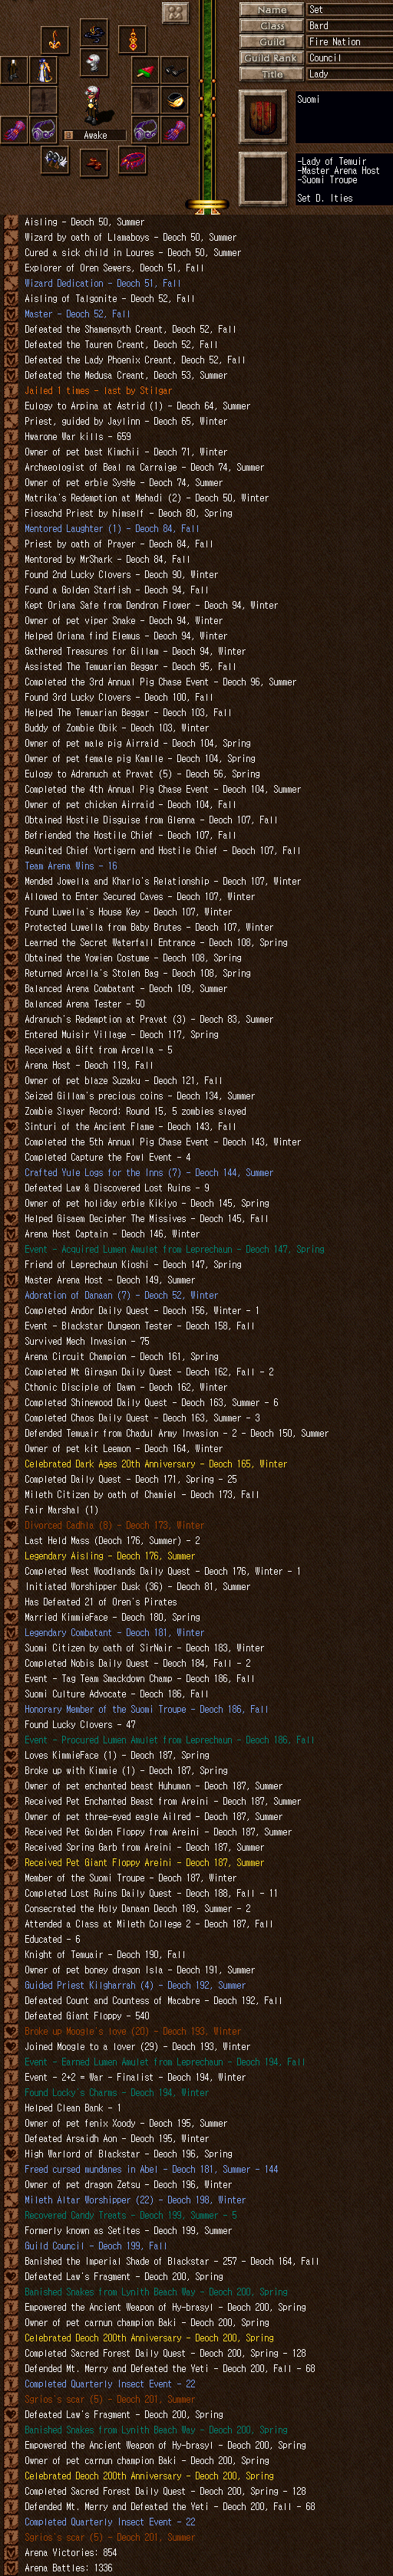 Name Set
Class Bard
Guild Fire Nation
Guild Rank Council
Title Lady
Awake
Suomi
-Lady of Temuir
-Master Arena Host
-Suomi Troupe
Set D. Ities
Aisling - Deoch 50, Summer
Wizard by oath of Llamaboys - Deoch 50, Summer
Cured a sick child in Loures - Deoch 50, Summer
Explorer of Oren Sewers, Deoch 51, Fall
Wizard Dedication - Deoch 51, Fall
Aisling of Talgonite - Deoch 52, Fall
Master - Deoch 52, Fall
Defeated the Shamensyth Creant, Deoch 52, Fall
Defeated the Tauren Creant, Deoch 52, Fall
Defeated the Lady Phoenix Creant, Deoch 52, Fall
Defeated the Medusa Creant, Deoch 53, Summer
Jailed 1 times - last by Stilgar
Eulogy to Arpina at Astrid (1) - Deoch 64, Summer
Priest, guided by Jaylinn - Deoch 65, Winter
Hwarone War kills - 659
Owner of pet bast Kimchii - Deoch 71, Winter
Archaeologist of Beal na Carraige - Deoch 74, Summer
Owner of pet erbie SysHe - Deoch 74, Summer
Matrika's Redemption at Mehadi (2) - Deoch 50, Winter
Fiosachd Priest by himself - Deoch 80, Spring
Mentored Laughter (1) - Deoch 84, Fall
Priest by oath of Prayer - Deoch 84, Fall
Mentored by MrShark - Deoch 84, Fall
Found 2nd Lucky Clovers - Deoch 90, Winter
Found a Golden Starfish - Deoch 94, Fall
Kept Oriana Safe from Dendron Flower - Deoch 94, Winter
Owner of pet viper Snake - Deoch 94, Winter
Helped Oriana find Elemus - Deoch 94, Winter
Gathered Treasures for Gillam - Deoch 94, Winter
Assisted The Temuarian Beggar - Deoch 95, Fall
Completed the 3rd Annual Pig Chase Event - Deoch 96, Summer
Found 3rd Lucky Clovers - Deoch 100, Fall
Helped The Temuarian Beggar - Deoch 103, Fall
Buddy of Zombie Obik - Deoch 103, Winter
Owner of pet male pig Airraid - Deoch 104, Spring
Owner of pet female pig Kamlle - Deoch 104, Spring
Eulogy to Adranuch at Pravat (5) - Deoch 56, Spring
Completed the 4th Annual Pig Chase Event - Deoch 104, Summer
Owner of pet chicken Airraid - Deoch 104, Fall
Obtained Hostile Disguise from Glenna - Deoch 107, Fall
Befriended the Hostile Chief - Deoch 107, Fall
Reunited Chief Vortigern and Hostile Chief - Deoch 107, Fall
Team Arena Wins - 16
Mended Jowella and Kharlo's Relationship - Deoch 107, Winter
Allowed to Enter Secured Caves - Deoch 107, Winter
Found Luwella's House Key - Deoch 107, Winter
Protected Luwella from Baby Brutes - Deoch 107, Winter
Learned the Secret Waterfall Entrance - Deoch 108, Spring
Obtained the Yowien Costume - Deoch 108, Spring
Returned Arcella's Stolen Bag - Deoch 108, Spring
Balanced Arena Combatant - Deoch 109, Summer
Balanced Arena Tester - 50
Adranuch's Redemption at Pravat (3) - Deoch 83, Summer
Entered Muisir Village - Deoch 117, Spring
Received a Gift from Arcella - 5
Arena Host - Deoch 119, Fall
Owner of pet blaze Suzaku - Deoch 121, Fall
Seized Gillam's precious coins - Deoch 134, Summer
Zombie Slayer Record: Round 15, 5 zombies slayed
Sinturi of the Ancient Flame - Deoch 143, Fall
Completed the 5th Annual Pig Chase Event - Deoch 143, Winter
Completed Capture the Fowl Event - 4
Crafted Yule Logs for the Inns (7) - Deoch 144, Summer
Defeated Law & Discovered Lost Ruins - 9
Owner of pet holiday erbie Kikiyo - Deoch 145, Spring
Helped Gisaem Decipher The Missives - Deoch 145, Fall
Arena Host Captain - Deoch 146, Winter
Event - Acquired Lumen Amulet from Leprechaun - Deoch 147, Spring
Friend of Leprechaun Kioshi - Deoch 147, Spring
Master Arena Host - Deoch 149, Summer
Adoration of Danaan (7) - Deoch 52, Winter
Completed Andor Daily Quest - Deoch 156, Winter - 1
Event - Blackstar Dungeon Tester - Deoch 158, Fall
Survived Mech Invasion - 75
Arena Circuit Champion - Deoch 161, Spring
Completed Mt Giragan Daily Quest - Deoch 162, Fall - 2
Cthonic Disciple of Dawn - Deoch 162, Winter
Completed Shinewood Daily Quest - Deoch 163, Summer - 6
Completed Chaos Daily Quest - Deoch 163, Summer - 3
Defended Temuair from Chadul Army Invasion - 2 - Deoch 150, Summer
Owner of pet kit Leemon - Deoch 164, Winter
Celebrated Dark Ages 20th Anniversary - Deoch 165, Winter
Completed Daily Quest - Deoch 171, Spring - 25
Mileth Citizen by oath of Chamiel - Deoch 173, Fall
Fair Marshal (1)
Divorced Cadhla (8) - Deoch 173, Winter
Last Held Mass (Deoch 176, Summer) - 2
Legendary Aisling - Deoch 176, Summer
Completed West Woodlands Daily Quest - Deoch 176, Winter - 1
Initiated Worshipper Dusk (36) - Deoch 81, Summer
Has Defeated 21 of Oren's Pirates
Married KimmieFace - Deoch 180, Spring
Legendary Combatant - Deoch 181, Winter
Suomi Citizen by oath of SirNair - Deoch 183, Winter
Completed Nobis Daily Quest - Deoch 184, Fall - 2
Event - Tag Team Smackdown Champ - Deoch 186, Fall
Suomi Culture Advocate - Deoch 186, Fall
Honorary Member of the Suomi Troupe - Deoch 186, Fall
Found Lucky Clovers - 47
Event - Procured Lumen Amulet from Leprechaun - Deoch 186, Fall
Loves KimmieFace (1) - Deoch 187, Spring
Broke up with Kimmie (1) - Deoch 187, Spring
Owner of pet enchanted beast Huhuman - Deoch 187, Summer
Received Pet Enchanted Beast from Areini - Deoch 187, Summer
Owner of pet three-eyed eagle Ailred - Deoch 187, Summer
Received Pet Golden Floppy from Areini - Deoch 187, Summer
Received Spring Garb from Areini - Deoch 187, Summer
Received Pet Giant Floppy Areini - Deoch 187, Summer
Member of the Suomi Troupe - Deoch 187, Winter
Completed Lost Ruins Daily Quest - Deoch 188, Fall - 11
Consecrated the Holy Danaan Deoch 189, Summer - 2
Attended a Class at Mileth College 2 - Deoch 187, Fall
Educated - 6
Knight of Temuair - Deoch 190, Fall
Owner of pet boney dragon Isla - Deoch 191, Summer
Guided Priest Kilgharrah (4) - Deoch 192, Summer
Defeated Count and Countess of Macabre - Deoch 192, Fall
Defeated Giant Floppy - 540
Broke up Moogle's love (20) - Deoch 193, Winter
Joined Moogle to a lover (29) - Deoch 193, Winter
Event - Earned Lumen Amulet from Leprechaun - Deoch 194, Fall
Event - 2+2 = War - Finalist - Deoch 194, Winter
Found Locky's Charms - Deoch 194, Winter
Helped Clean Bank - 1
Owner of pet fenix Xoody - Deoch 195, Summer
Defeated Arsaidh Aon - Deoch 195, Winter
High Warlord of Blackstar - Deoch 196, Spring
Freed cursed mundanes in Abel - Deoch 181, Summer - 144
Owner of pet dragon Zetsu - Deoch 196, Winter
Mileth Altar Worshipper (22) - Deoch 198, Winter
Recovered Candy Treats - Deoch 199, Summer - 5
Formerly known as Setites - Deoch 199, Summer
Guild Council - Deoch 199, Fall
Banished the Imperial Shade of Blackstar - 257 - Deoch 164, Fall
Defeated Law's Fragment - Deoch 200, Spring
Banished Snakes from Lynith Beach Way - Deoch 200, Spring
Empowered the Ancient Weapon of Hy-brasyl - Deoch 200, Spring
Owner of pet carnun champion Baki - Deoch 200, Spring
Celebrated Deoch 200th Anniversary - Deoch 200, Spring
Completed Sacred Forest Daily Quest - Deoch 200, Spring - 128
Defended Mt. Merry and Defeated the Yeti - Deoch 200, Fall - 68
Completed Quarterly Insect Event - 22
Sgrios's scar (5) - Deoch 201, Summer
Defeated Law's Fragment - Deoch 200, Spring
Banished Snakes from Lynith Beach Way - Deoch 200, Spring
Empowered the Ancient Weapon of Hy-brasyl - Deoch 200, Spring
Owner of pet carnun champion Baki - Deoch 200, Spring
Celebrated Deoch 200th Anniversary - Deoch 200, Spring
Completed Sacred Forest Daily Quest - Deoch 200, Spring - 128
Defended Mt. Merry and Defeated the Yeti - Deoch 200, Fall - 68
Completed Quarterly Insect Event - 22
Sgrios's scar (5) - Deoch 201, Summer
Arena Victories: 854
Arena Battles: 1336